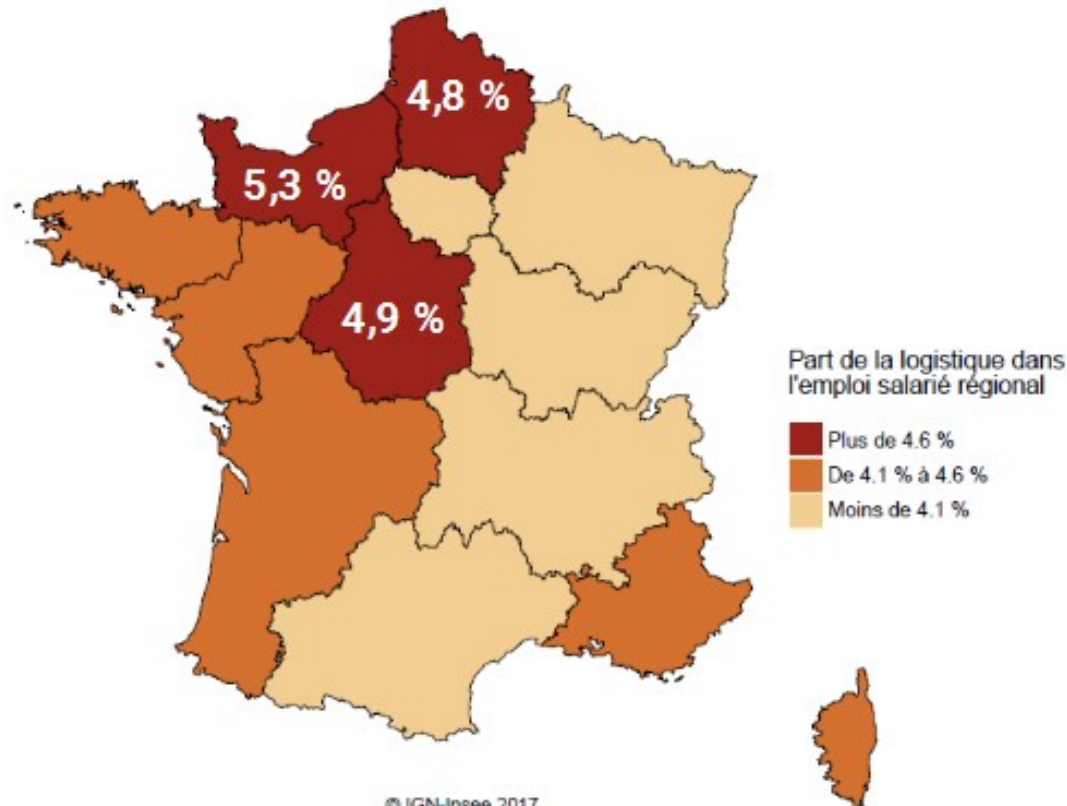 4,8 %
5,3 %
4,9 %
Part de la logistique dans
l'emploi salarié régional
Plus de 4.6 %
De 4.1 % à 4.6 %
Moins de 4.1 %
© IGN-Insee 2017